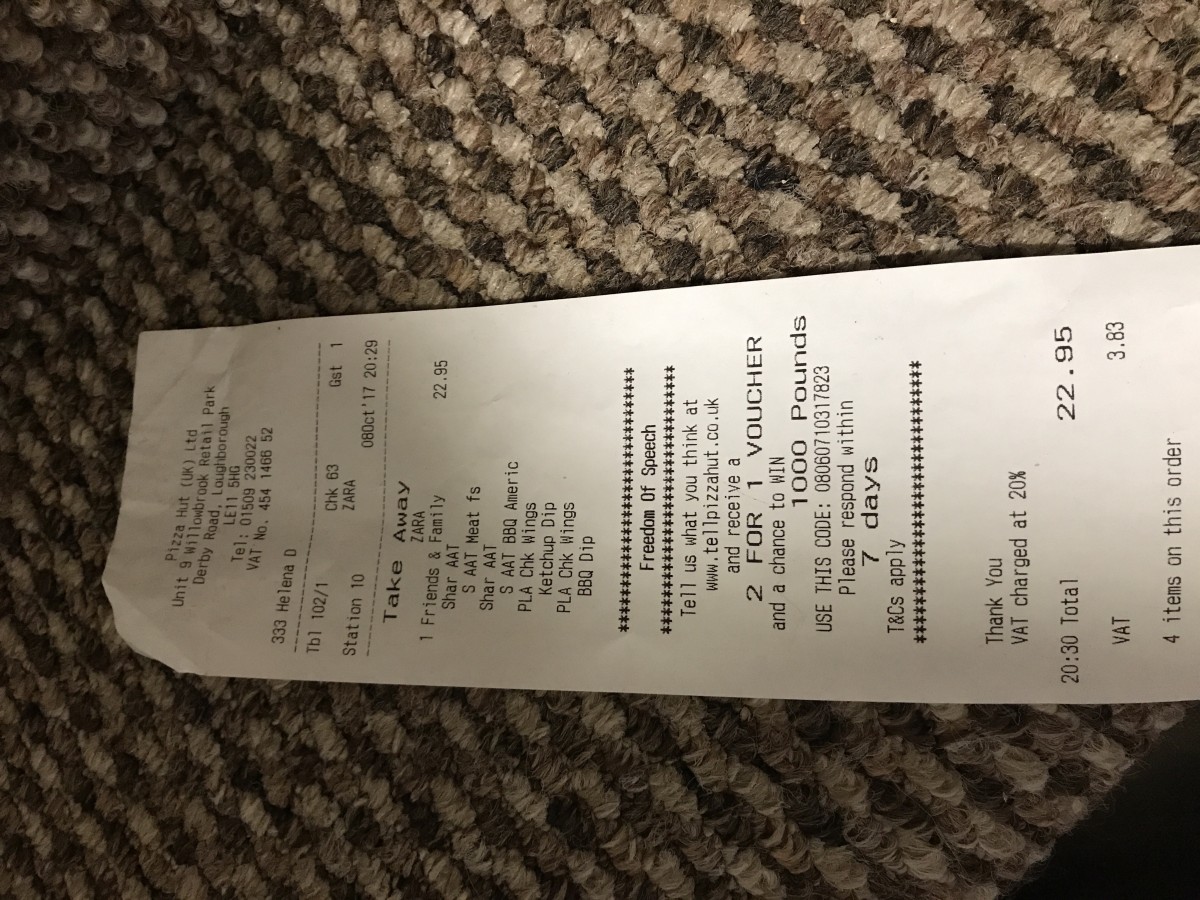 Pizza Hut (UK) Ltd
Unit 9 Willowbrook Retail Park
Derby Road, Loughborough
LE11 5HG
Tel: 01509 230022
VAT No. 454 1466 52
333 Helena D
Tbl 102/1 Chk 63 Gst 1
Station 10 ZARA 08Oct'17 20:29
Take Away
ZARA
1 Friends & Family 22.95
Shar AAT
S AAT Meat fs
Shar AAT
S AAT BBQ Americ
PLA Chk Wings
Ketchup Dip
PLA Chk Wings
BBQ Dip
************************************
Freedom Of Speech
************************************
Tell us what you think at
www.tellpizzahut.co.uk
and receive a
2 FOR 1 VOUCHER
and a chance to WIN
1000 Pounds
USE THIS CODE: 08060710317823
Please respond within
7 days
T&Cs apply
************************************
Thank You
VAT charged at 20%
20:30 Total 22.95
VAT 3.83
4 items on this order